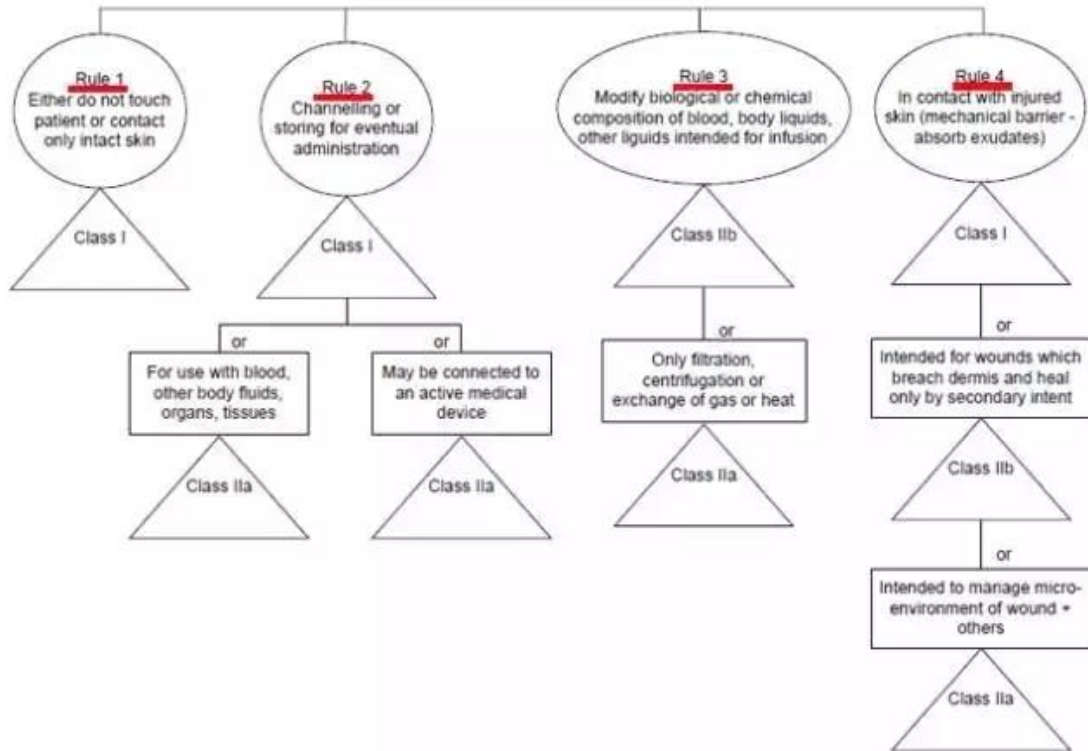 Rule 1
Either do not touch
patient or contact
only intact skin
Class I
Rule 2
Channelling or
storing for eventual
administration
Class I
or
For use with blood,
other body fluids,
organs, tissues
Class IIa
or
May be connected to
an active medical
device
Class IIa
Rule 3
Modify biological or chemical
composition of blood, body liquids,
other liguids intended for infusion
Class IIb
or
Only filtration,
centrifugation or
exchange of gas or heat
Class IIa
Rule 4
In contact with injured
skin (mechanical barrier -
absorb exudates)
Class I
or
Intended for wounds which
breach dermis and heal
only by secondary intent
Class IIb
or
Intended to manage micro-
environment of wound +
others
Class IIa